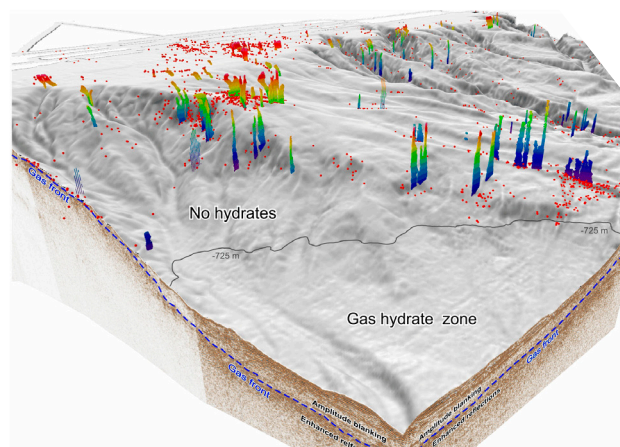 Gas front
No hydrates
-725 m
-725 m
Gas hydrate zone
Gas front
Gas front
Amplitude blanking
Amplitude blanking
Enhanced reflections
Enhanced